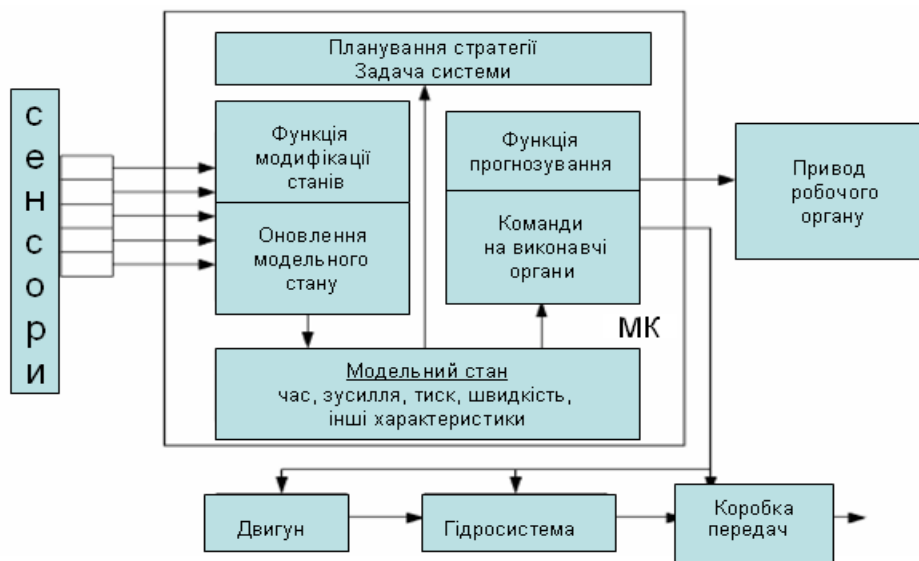 Планування стратегії
Задача системи
сенсори
Функція
модифікації
станів
Оновлення
модельного
стану
Функція
прогнозування
Команди
на виконавчі
органи
Привод
робочого
органу
МК
Модельний стан
час, зусилля, тиск, швидкість,
інші характеристики
Двигун
Гідросистема
Коробка
передач